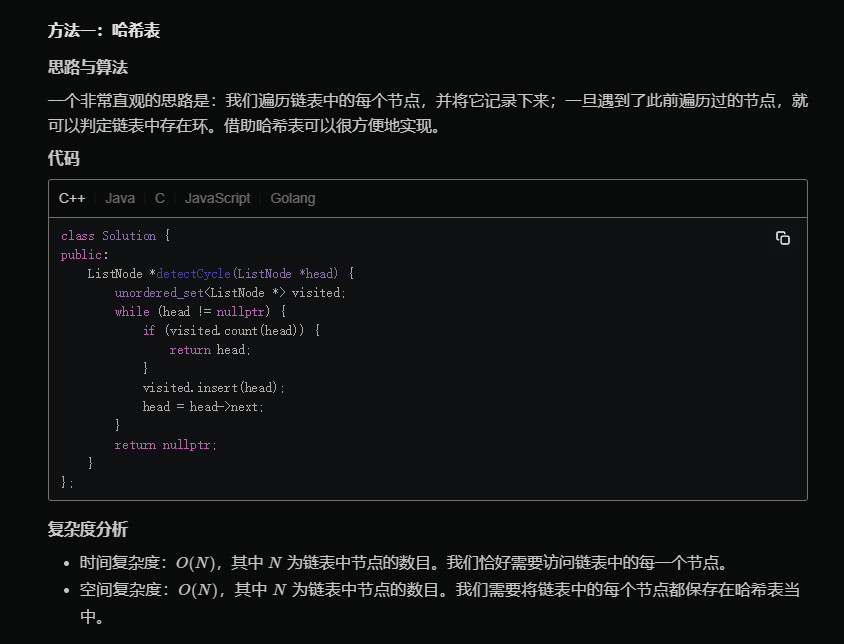 方法一：哈希表
思路与算法
一个非常直观的思路是：我们遍历链表中的每个节点，并将它记录下来；一旦遇到了此前遍历过的节点，就
可以判定链表中存在环。借助哈希表可以很方便地实现。
代码
C++ Java C JavaScript Golang
class Solution {
public:
    ListNode *detectCycle(ListNode *head) {
        unordered_set<ListNode *> visited;
        while (head != nullptr) {
            if (visited.count(head)) {
                return head;
            }
            visited.insert(head);
            head = head->next;
        }
        return nullptr;
    }
};
复杂度分析
• 时间复杂度：O(N)，其中 N 为链表中节点的数目。我们恰好需要访问链表中的每一个节点。
• 空间复杂度：O(N)，其中 N 为链表中节点的数目。我们需要将链表中的每个节点都保存在哈希表当
中。